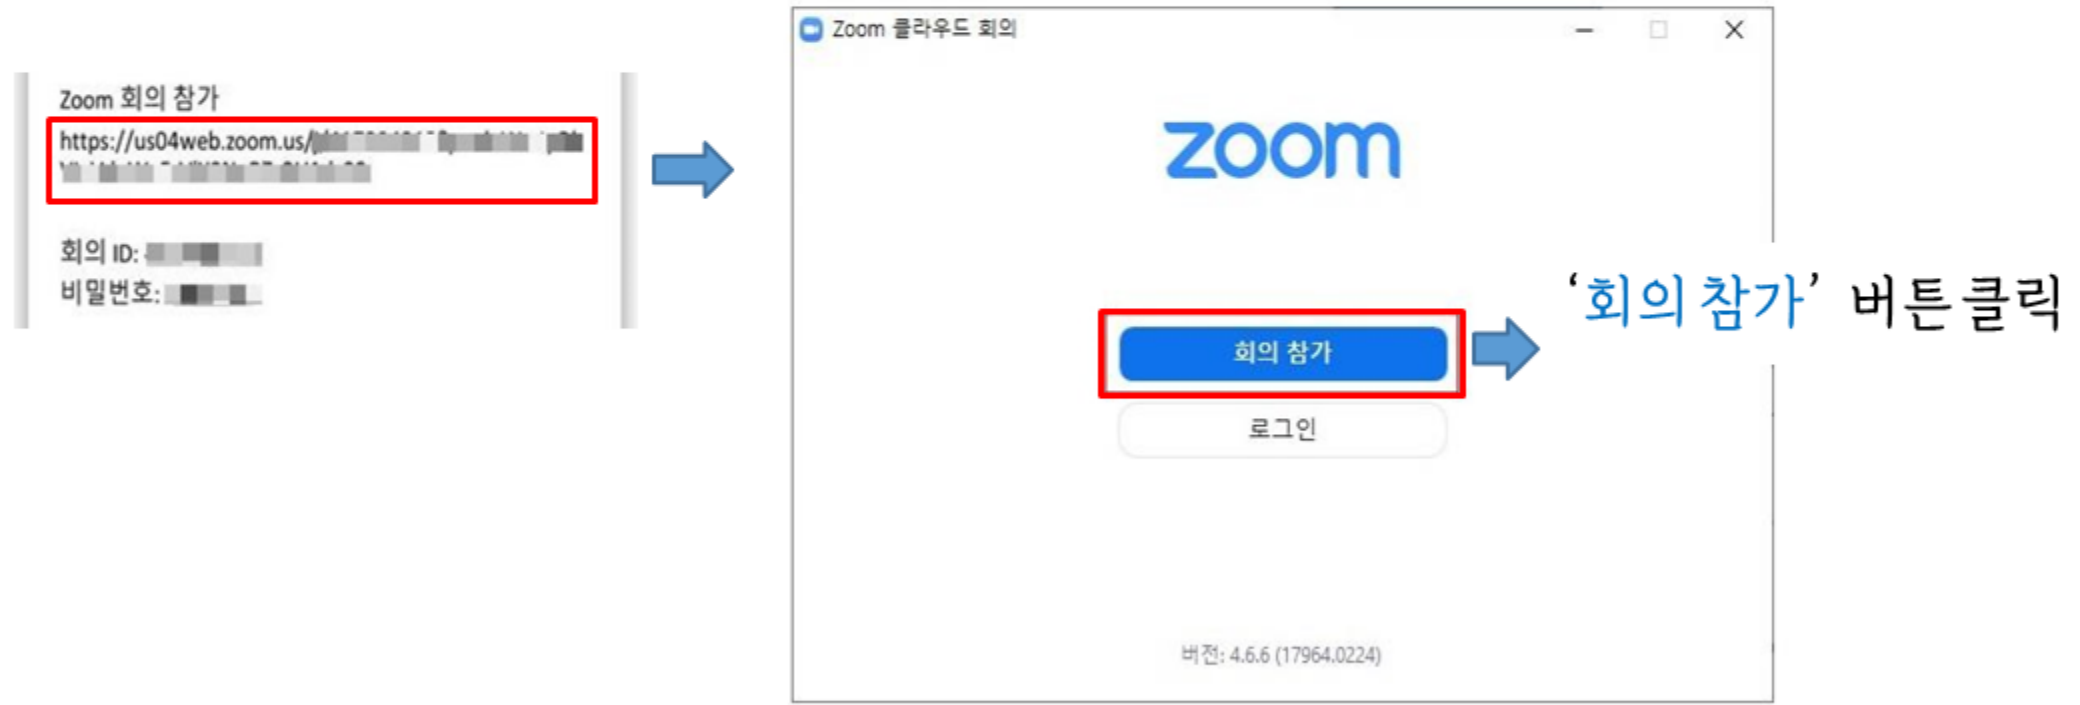 Zoom 회의 참가
https://us04web.zoom.us/
회의 ID:
비밀번호:
Zoom 클라우드 회의
zoom
회의 참가
로그인
버전: 4.6.6 (17964.0224)
‘회의 참가’ 버튼 클릭